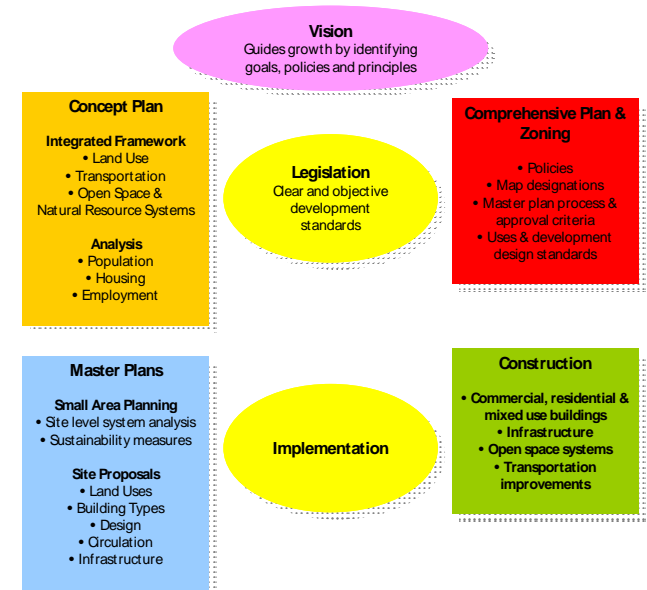 Vision
Guides growth by identifying
goals, policies and principles
Concept Plan
Integrated Framework
• Land Use
• Transportation
• Open Space &
Natural Resource Systems
Analysis
• Population
• Housing
• Employment
Legislation
Clear and objective
development
standards
Comprehensive Plan &
Zoning
• Policies
• Map designations
• Master plan process &
approval criteria
• Uses & development
design standards
Master Plans
Small Area Planning
• Site level system analysis
• Sustainability measures
Site Proposals
• Land Uses
• Building Types
• Design
• Circulation
• Infrastructure
Implementation
Construction
• Commercial, residential &
mixed use buildings
• Infrastructure
• Open space systems
• Transportation
improvements